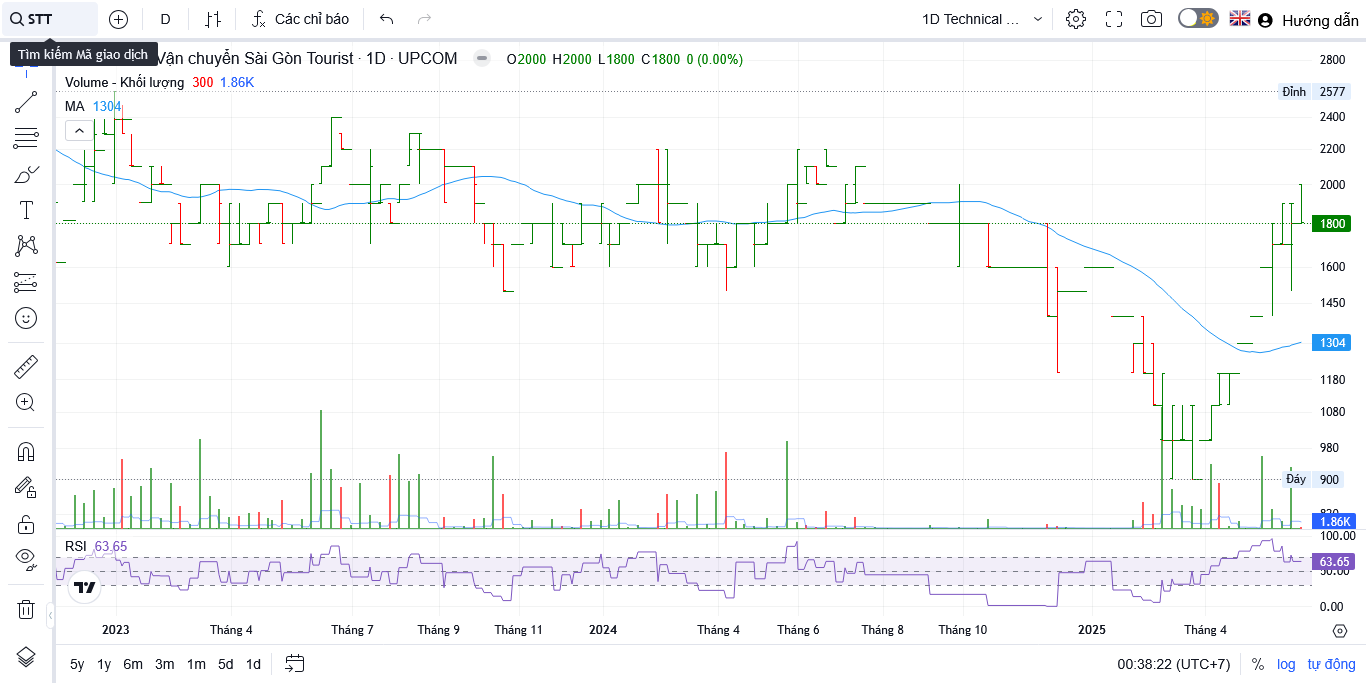 STT
D
Các chỉ báo
1D Technical ...
Hướng dẫn
Tìm kiếm Mã giao dịch
Vận chuyển Sài Gòn Tourist · 1D · UPCOM
O2000 H2000 L1800 C1800 0 (0.00%)
Volume - Khối lượng 300 1.86K
MA 1304
2800
Đỉnh 2577
2400
2200
2000
1800
1600
1450
1304
1180
1080
980
Đáy 900
820
1.86K
RSI 63.65
100.00
63.65
50.00
0.00
2023 Tháng 4 Tháng 7 Tháng 9 Tháng 11 2024 Tháng 4 Tháng 6 Tháng 8 Tháng 10 2025 Tháng 4
5y 1y 6m 3m 1m 5d 1d
00:38:22 (UTC+7) % log tự động